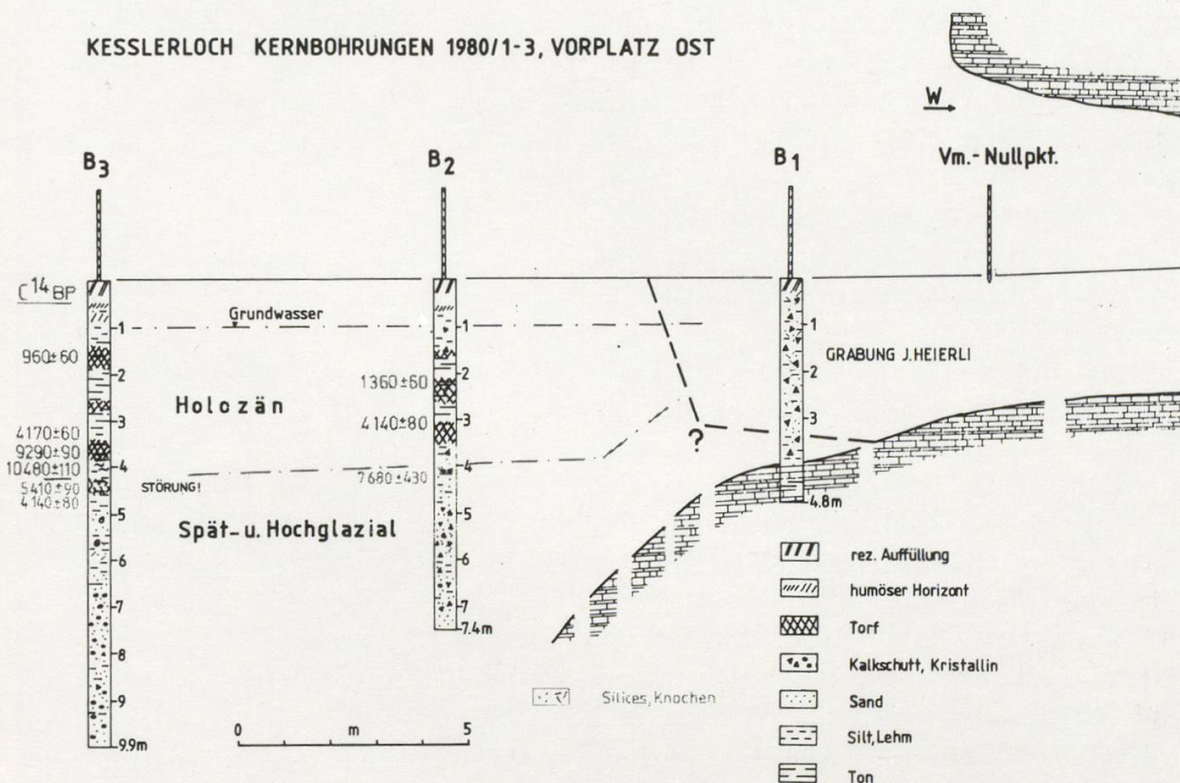 KESSLERLOCH KERNBOHRUNGEN 1980/1-3, VORPLATZ OST
W
B3
B2
B1
Vm.-Nullpkt.
C14 BP
Grundwasser
960±60
1
2
3
4
5
6
7
8
9
9.9m
4170±60
9290±90
10480±110
5410±90
4140±80
STÖRUNG!
Holozän
Spät-u. Hochglazial
1360±60
4140±80
7680±430
1
2
3
4
5
6
7
7.4m
?
1
2
3
4.8m
GRABUNG J.HEIERLI
rez. Auffüllung
humöser Horizont
Torf
Kalkschutt, Kristallin
Sand
Silt,Lehm
Ton
Silices,Knochen
0 m 5